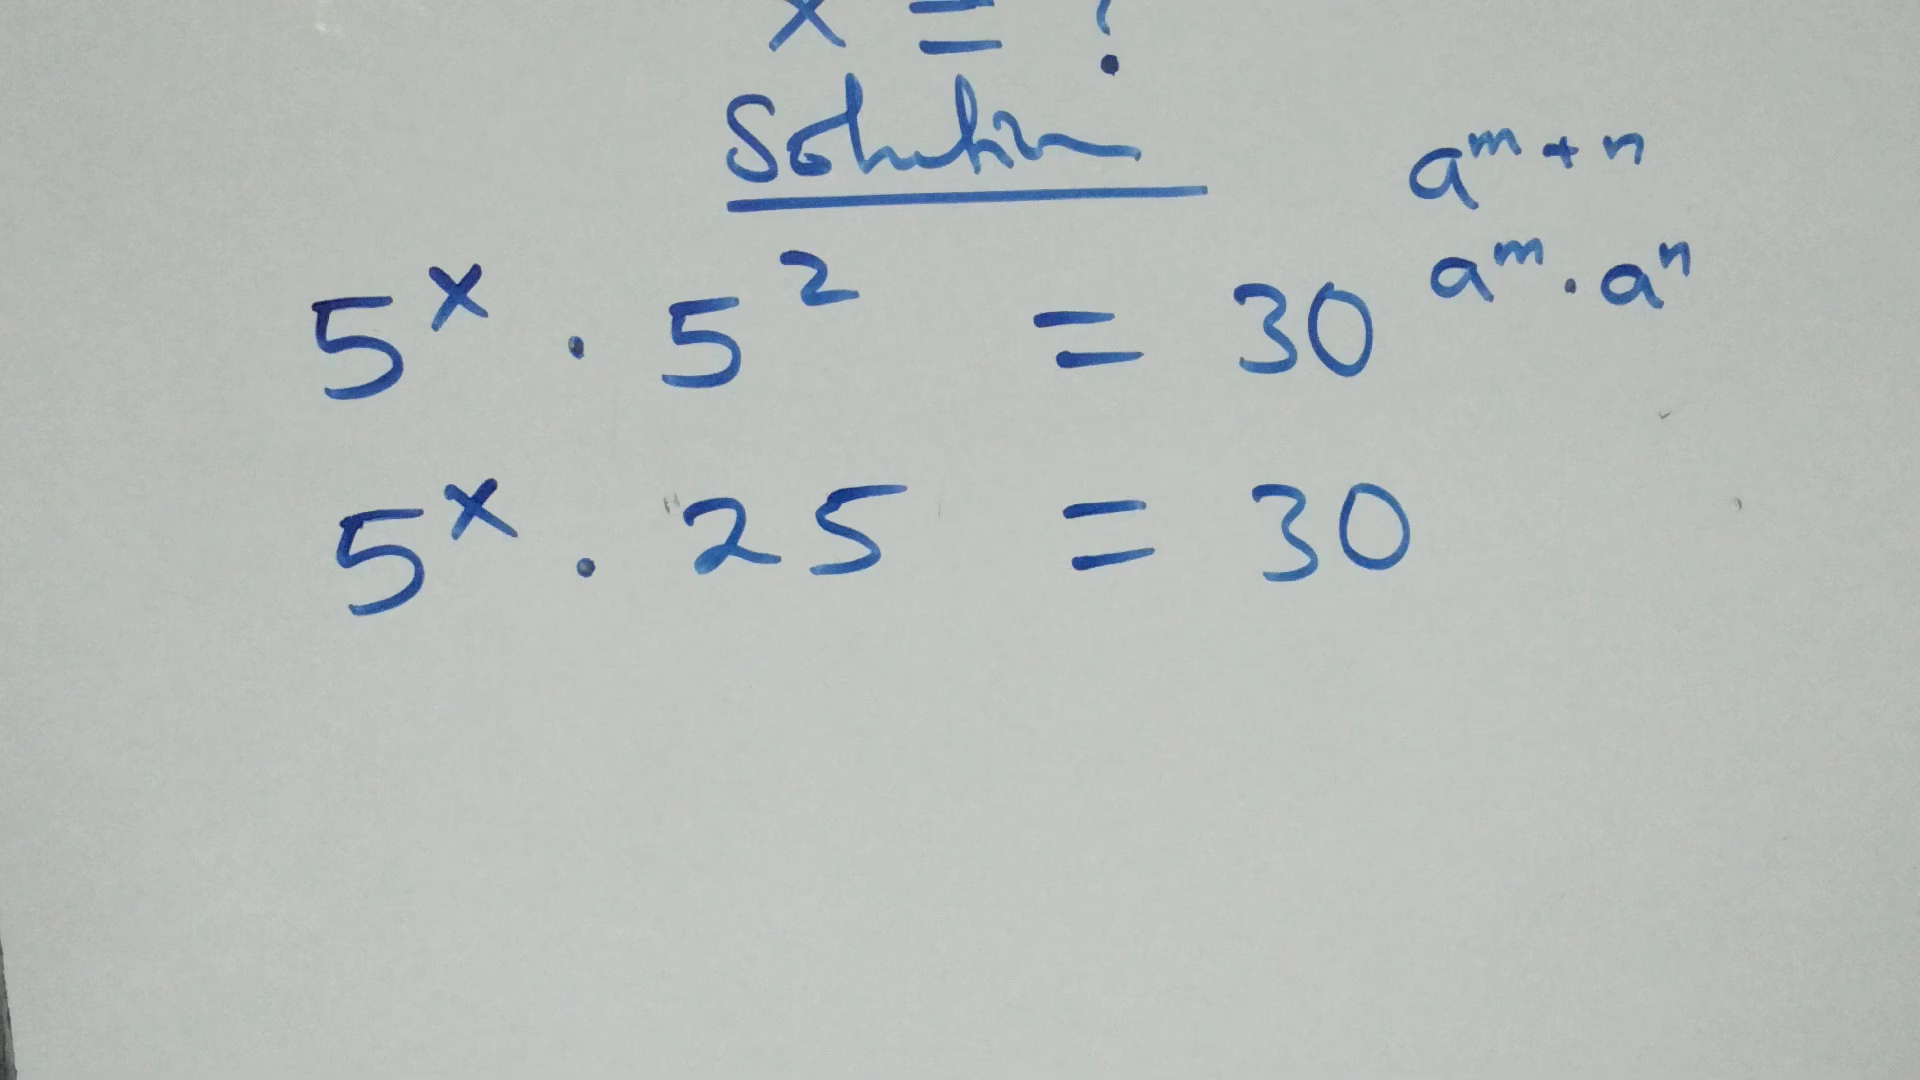 x = ?
Solution
a^m + n
a^m . a^n
5^x . 5^2 = 30
5^x . 25 = 30